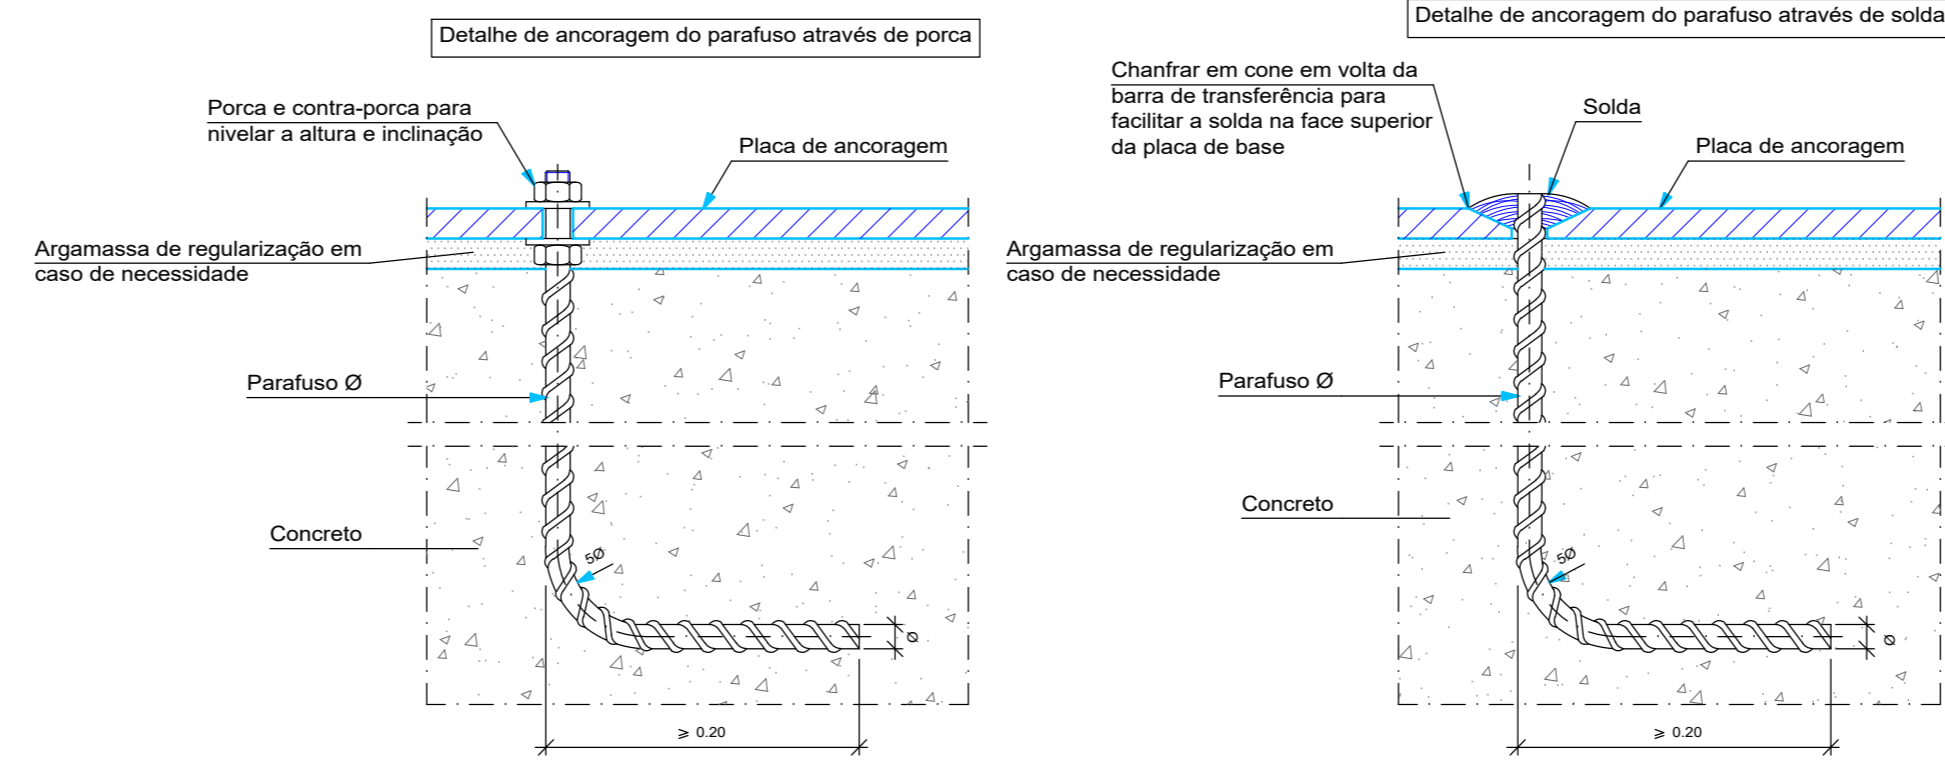 Detalhe de ancoragem do parafuso através de porca
Porca e contra-porca para
nivelar a altura e inclinação
Placa de ancoragem
Argamassa de regularização em
caso de necessidade
Parafuso Ø
Concreto
5Ø
Ø
≥ 0.20
Detalhe de ancoragem do parafuso através de solda
Chanfrar em cone em volta da
barra de transferência para
facilitar a solda na face superior
da placa de base
Solda
Placa de ancoragem
Argamassa de regularização em
caso de necessidade
Parafuso Ø
Concreto
5Ø
Ø
≥ 0.20